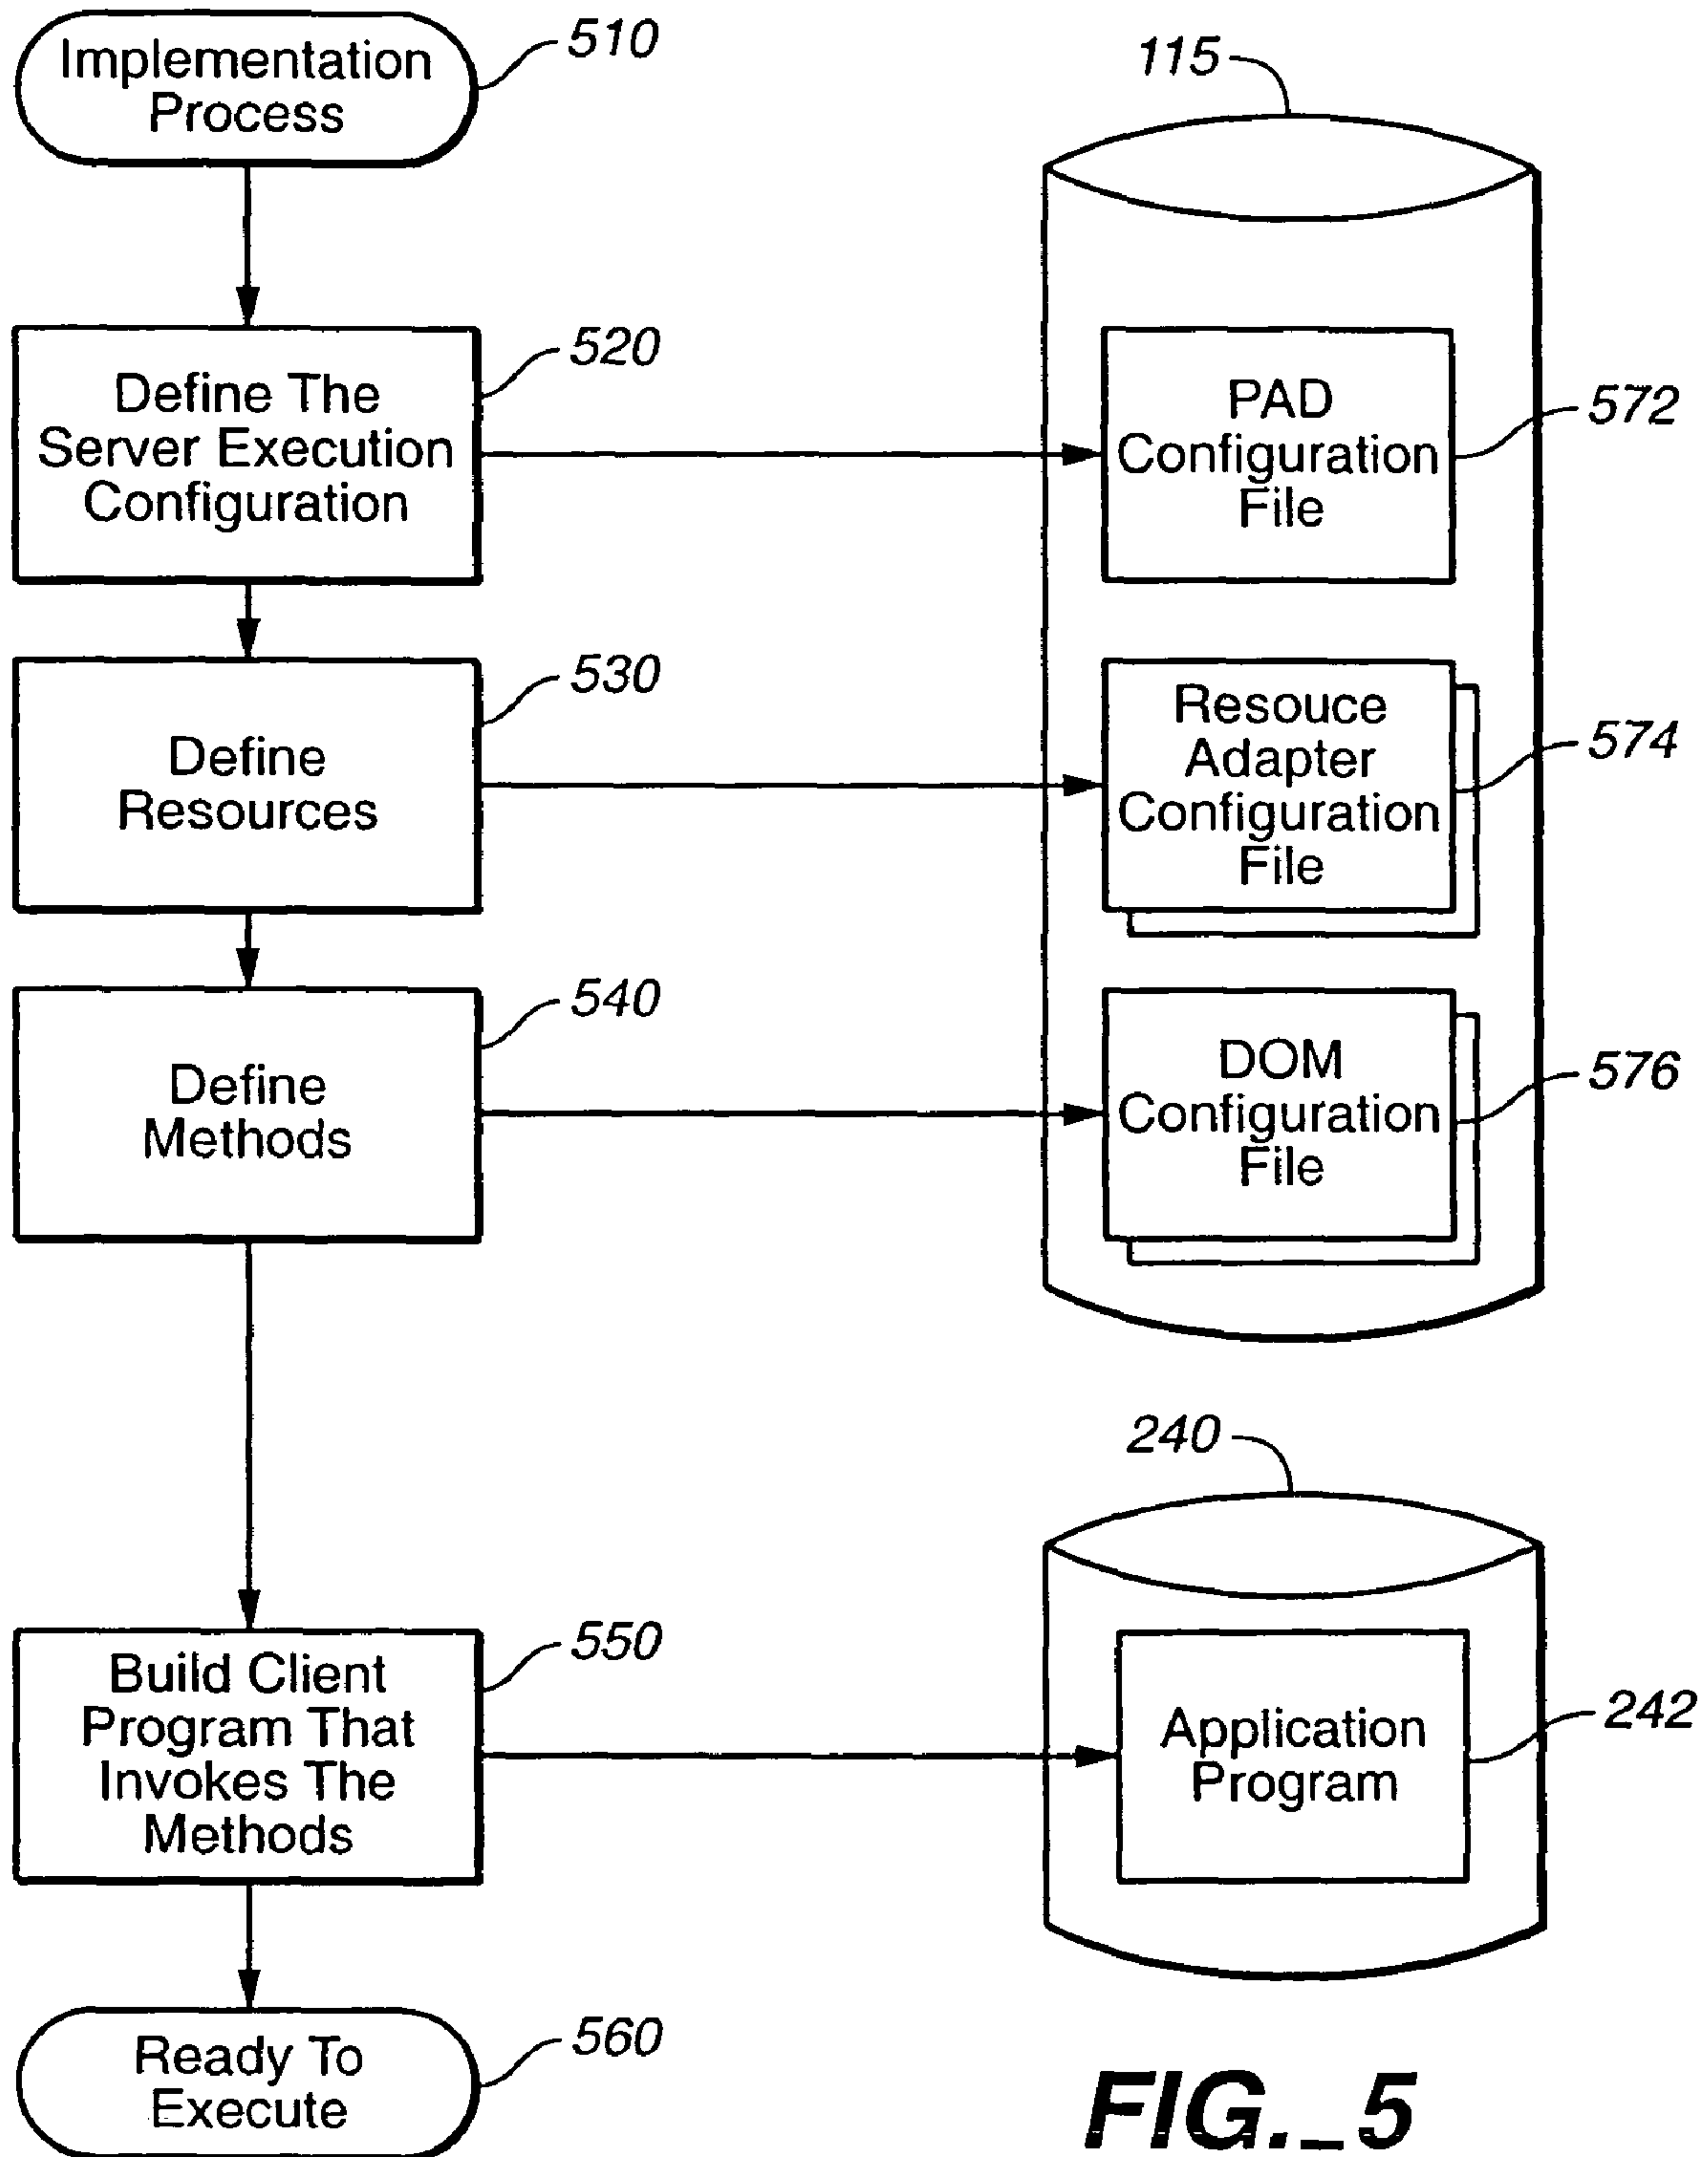 Implementation
Process
510
115
Define The
Server Execution
Configuration
520
PAD
Configuration
File
572
Define
Resources
530
Resouce
Adapter
Configuration
File
574
Define
Methods
540
DOM
Configuration
File
576
240
Build Client
Program That
Invokes The
Methods
550
Application
Program
242
Ready To
Execute
560
FIG._5